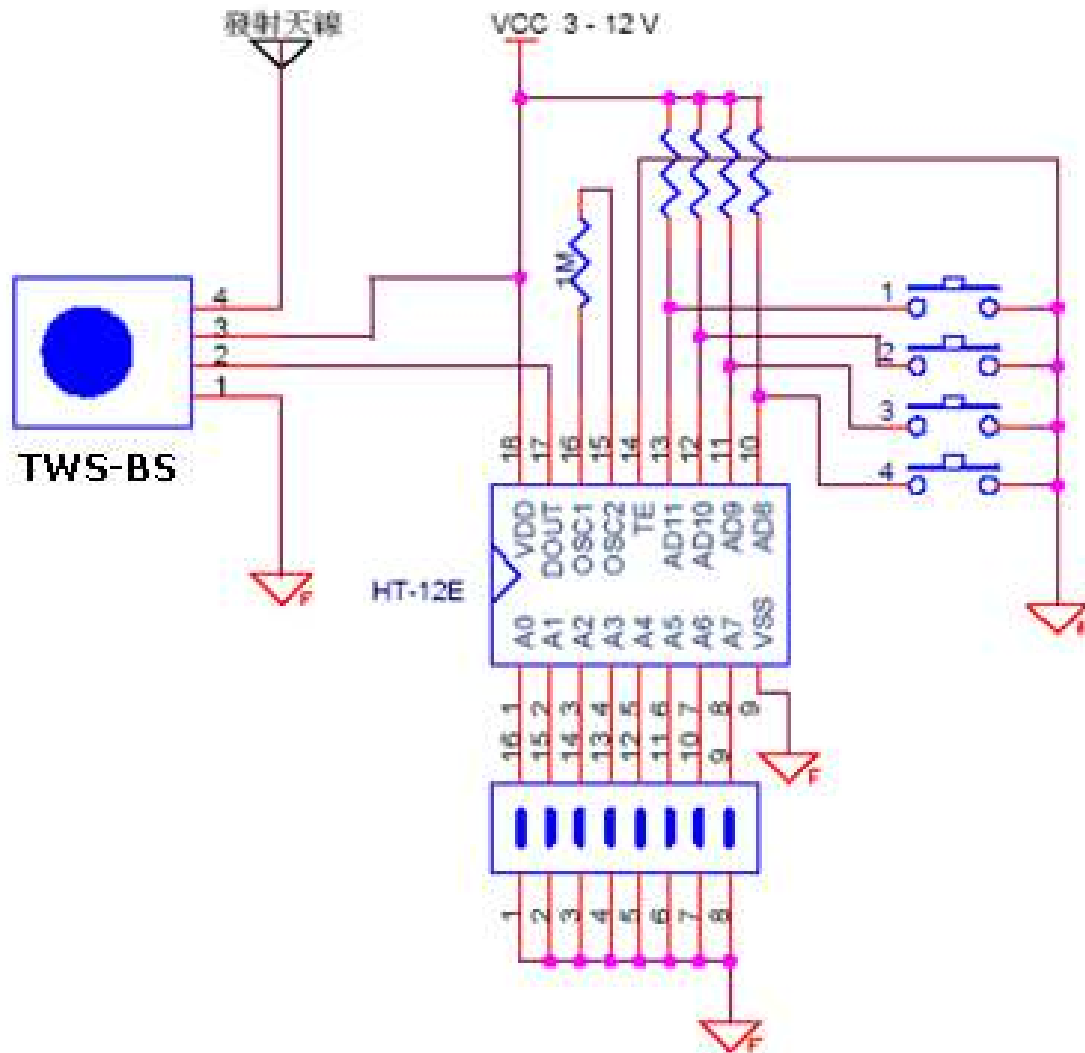 發射天線
VCC 3 - 12 V
1M
4
3
2
1
TWS-BS
1
2
3
4
18 17 16 15 14 13 12 11 10
VDD DOUT OSC1 OSC2 TE AD11 AD10 AD9 AD8
HT-12E
A0 A1 A2 A3 A4 A5 A6 A7 VSS
1 2 3 4 5 6 7 8 9
16 15 14 13 12 11 10 9
1 2 3 4 5 6 7 8
F
F
F